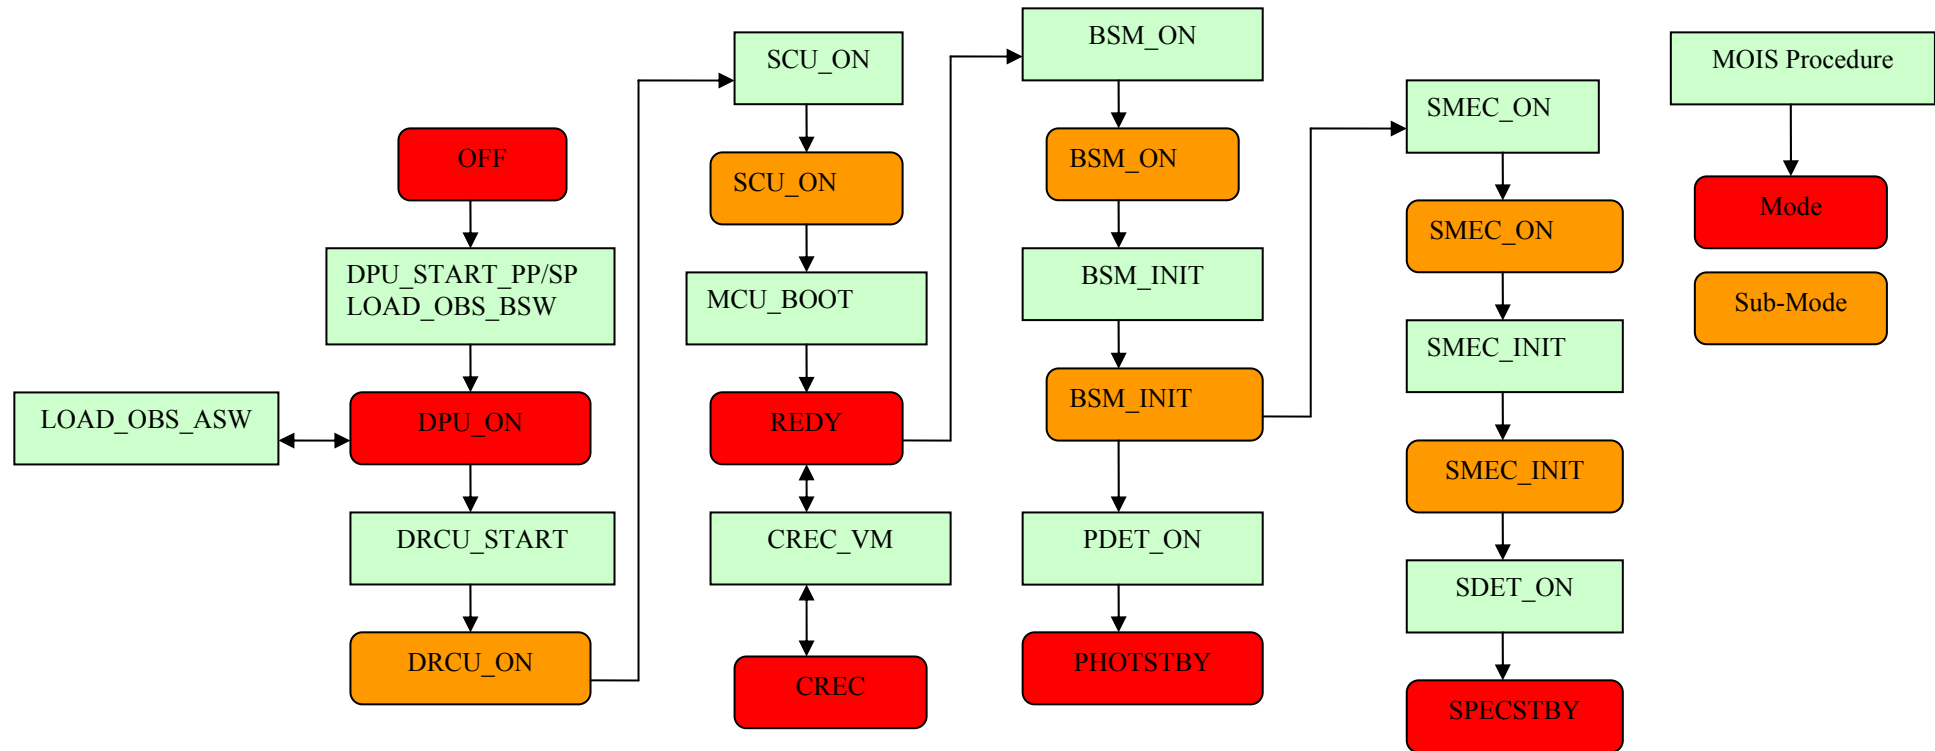 OFF
DPU_START_PP/SP
LOAD_OBS_BSW
LOAD_OBS_ASW
DPU_ON
DRCU_START
DRCU_ON
SCU_ON
SCU_ON
MCU_BOOT
REDY
CREC_VM
CREC
BSM_ON
BSM_ON
BSM_INIT
BSM_INIT
PDET_ON
PHOTSTBY
SMEC_ON
SMEC_ON
SMEC_INIT
SMEC_INIT
SDET_ON
SPECSTBY
MOIS Procedure
Mode
Sub-Mode